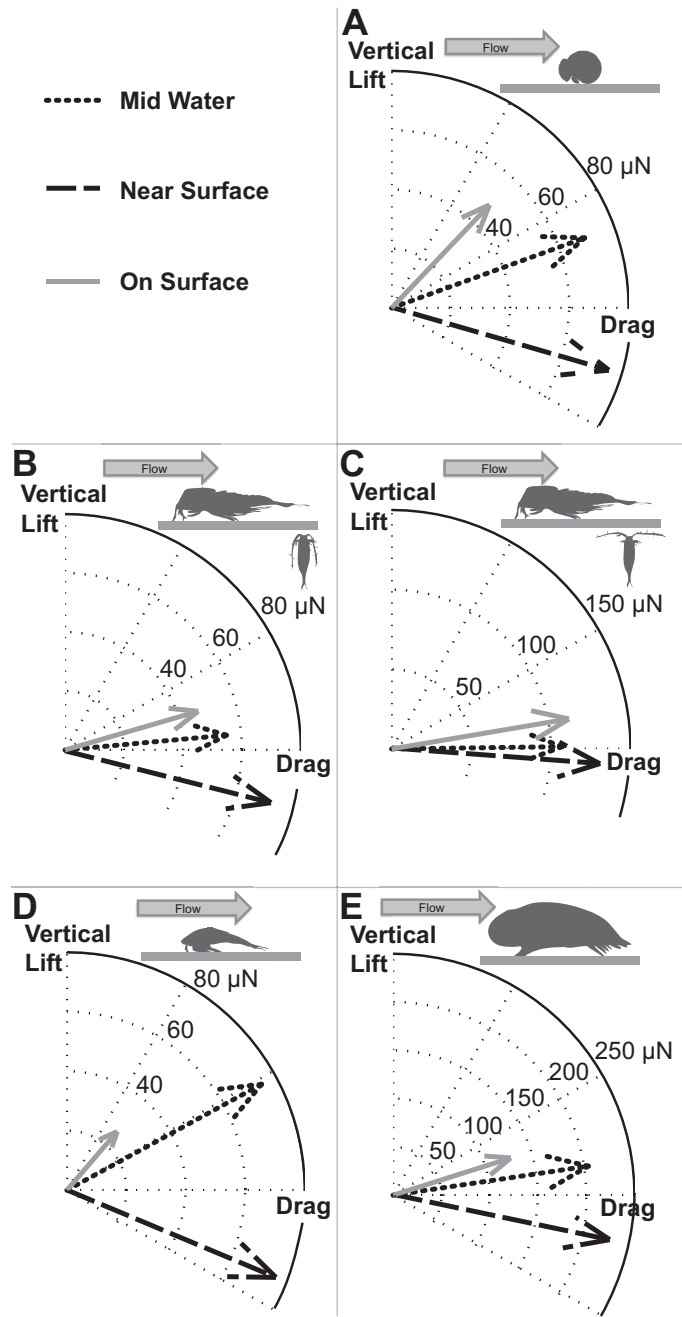 Mid Water
Near Surface
On Surface
A
Flow
Vertical
Lift
80 µN
60
40
Drag
B
Flow
Vertical
Lift
80 µN
60
40
Drag
C
Flow
Vertical
Lift
150 µN
100
50
Drag
D
Flow
Vertical
Lift
80 µN
60
40
Drag
E
Flow
Vertical
Lift
250 µN
200
150
100
50
Drag